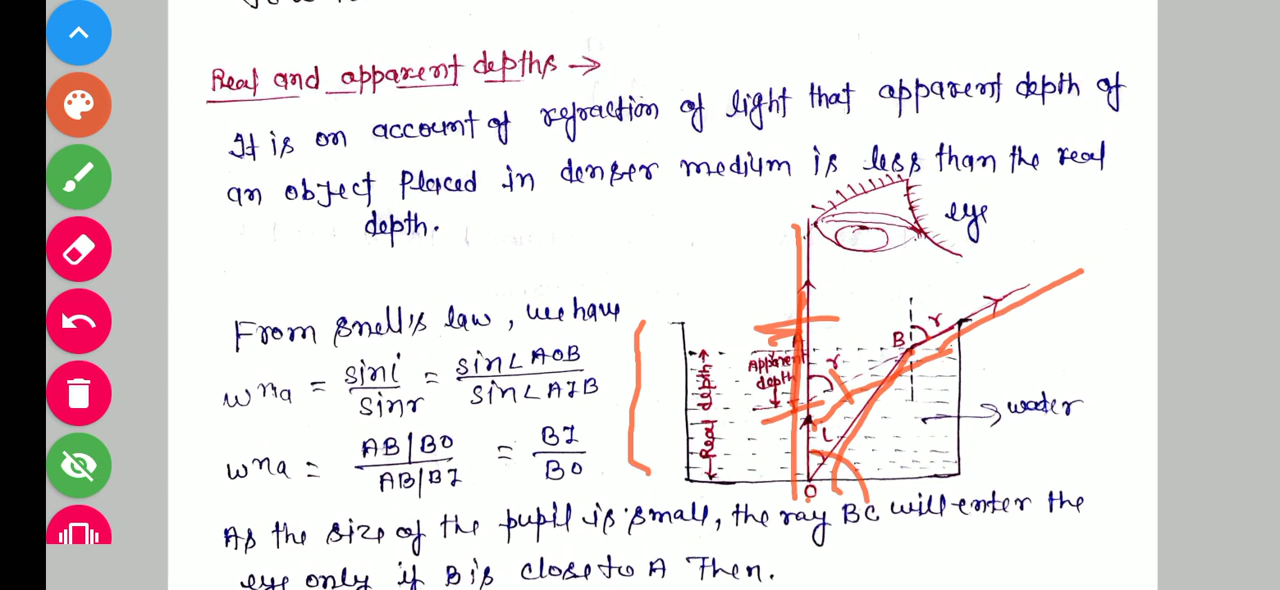 Real and apparent depths →
It is on account of refraction of light that apparent depth of
an object placed in denser medium is less than the real
depth.
eye
From snell's law, we have
wna = sini/sinr = sin∠AOB/sin∠AIB
wna = AB|BO/AB|BI = BI/BO
r
B
Apparent
depth
r
←Real depth→
i
water
O
As the size of the pupil is small, the ray BC will enter the
eye only if B is close to A Then.